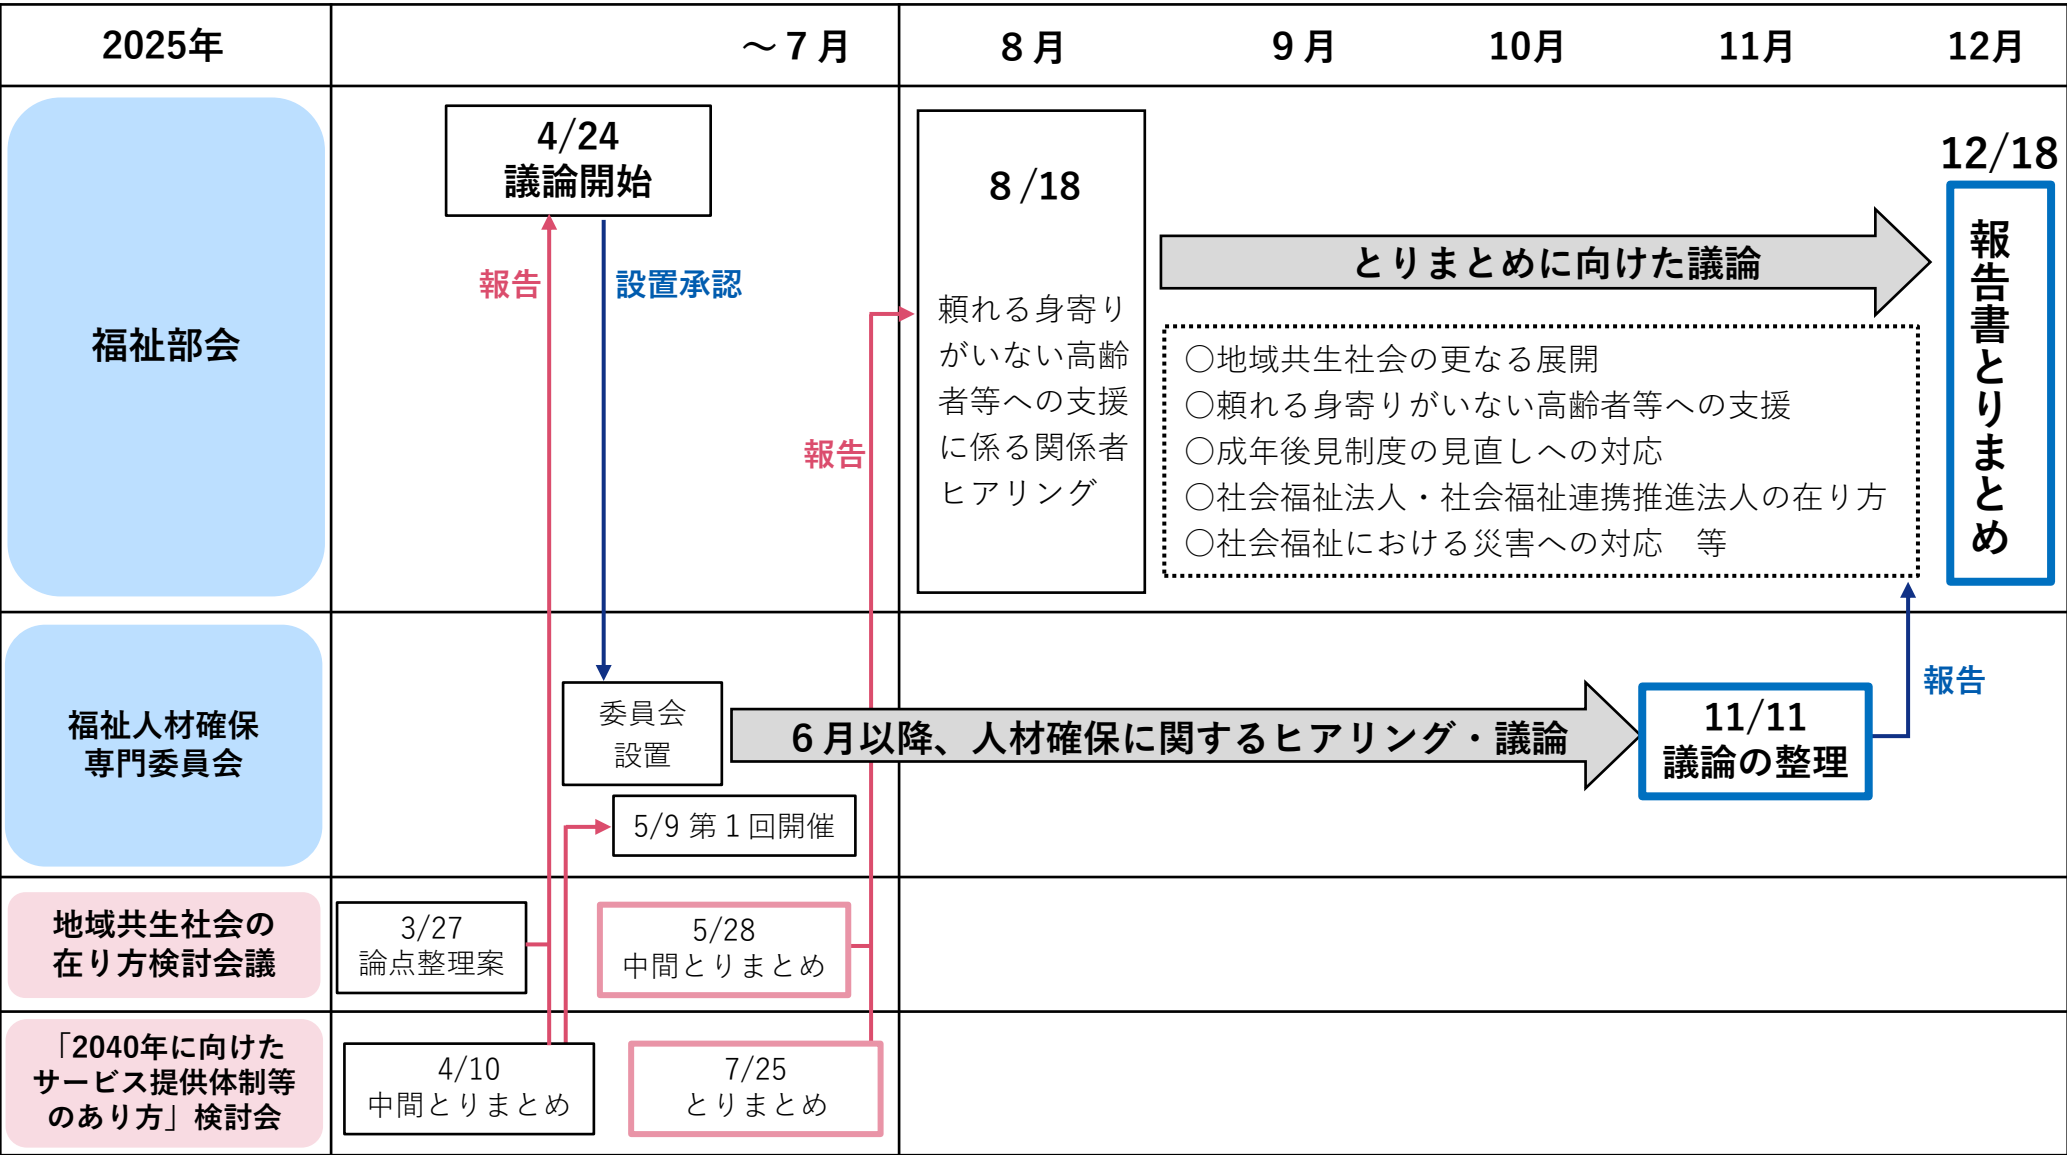 2025年
～７月
８月
９月
10月
11月
12月
福祉部会
4/24
議論開始
報告
設置承認
報告
８/18
頼れる身寄り
がいない高齢
者等への支援
に係る関係者
ヒアリング
とりまとめに向けた議論
○地域共生社会の更なる展開
○頼れる身寄りがいない高齢者等への支援
○成年後見制度の見直しへの対応
○社会福祉法人・社会福祉連携推進法人の在り方
○社会福祉における災害への対応　等
12/18
報告書とりまとめ
福祉人材確保
専門委員会
委員会
設置
６月以降、人材確保に関するヒアリング・議論
11/11
議論の整理
報告
5/9 第１回開催
地域共生社会の
在り方検討会議
3/27
論点整理案
5/28
中間とりまとめ
「2040年に向けた
サービス提供体制等
のあり方」検討会
4/10
中間とりまとめ
7/25
とりまとめ